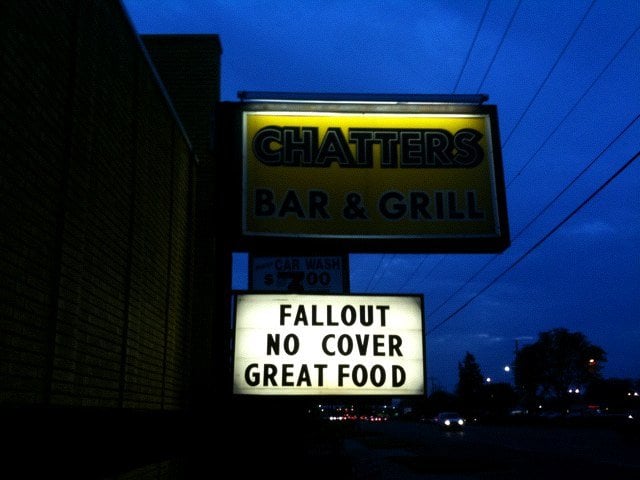 CHATTERS
BAR & GRILL
CAR WASH
$7.00
FALLOUT
NO COVER
GREAT FOOD